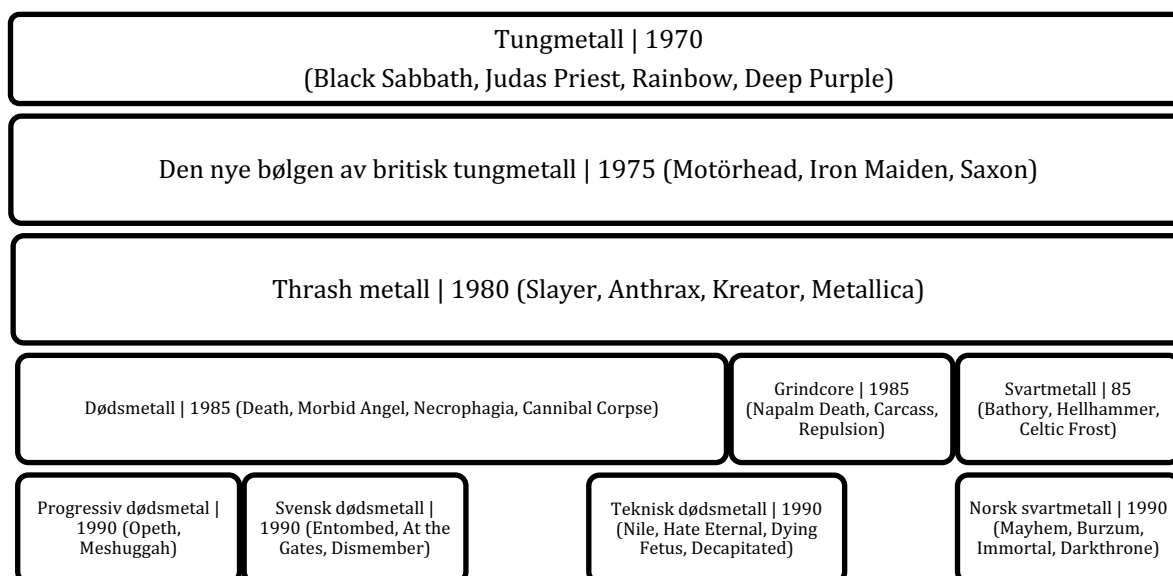 Tungmetall | 1970
(Black Sabbath, Judas Priest, Rainbow, Deep Purple)
Den nye bølgen av britisk tungmetall | 1975 (Motörhead, Iron Maiden, Saxon)
Thrash metall | 1980 (Slayer, Anthrax, Kreator, Metallica)
Dødsmetall | 1985 (Death, Morbid Angel, Necrophagia, Cannibal Corpse)
Grindcore | 1985
(Napalm Death, Carcass,
Repulsion)
Svartmetall | 85
(Bathory, Hellhammer,
Celtic Frost)
Progressiv dødsmetal |
1990 (Opeth,
Meshuggah)
Svensk dødsmetall |
1990 (Entombed, At the
Gates, Dismember)
Teknisk dødsmetall | 1990
(Nile, Hate Eternal, Dying
Fetus, Decapitated)
Norsk svartmetall | 1990
(Mayhem, Burzum,
Immortal, Darkthrone)